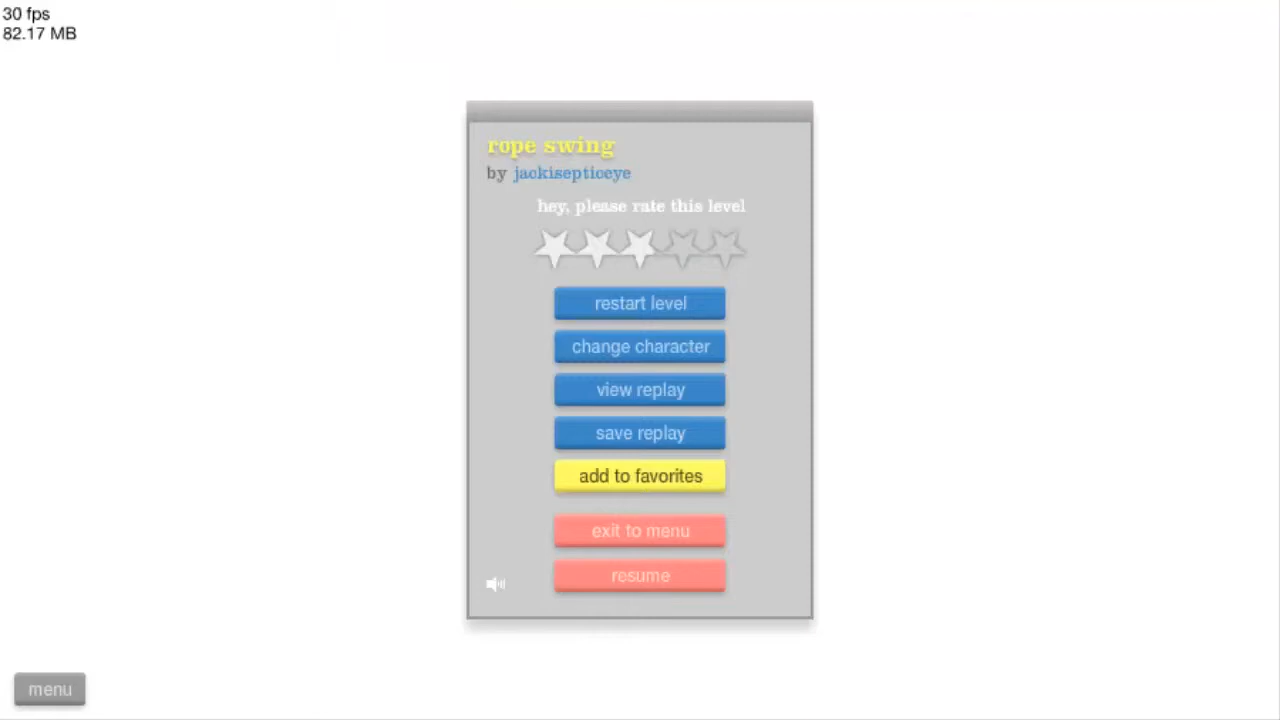 30 fps
82.17 MB
rope swing
by jackisepticeye
hey, please rate this level
restart level
change character
view replay
save replay
add to favorites
exit to menu
resume
menu